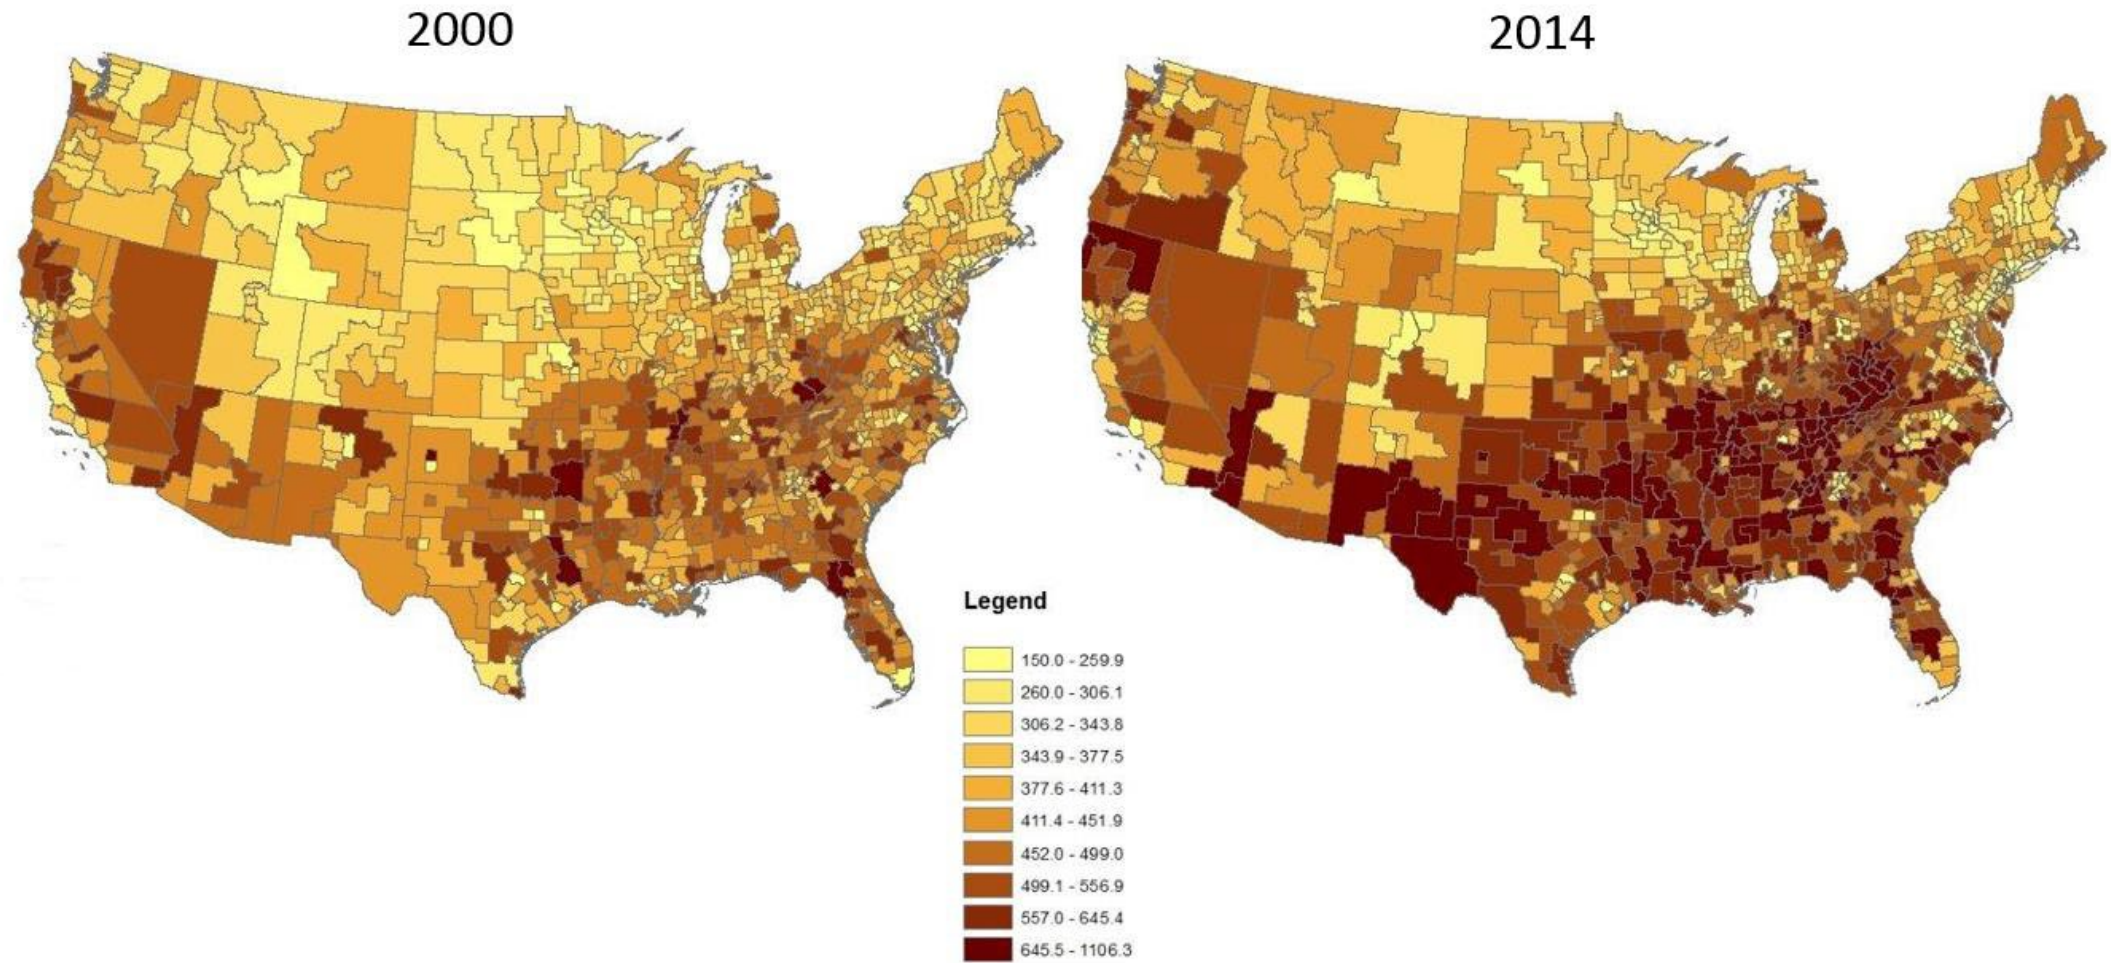 2000
2014
Legend
150.0 - 259.9
260.0 - 306.1
306.2 - 343.8
343.9 - 377.5
377.6 - 411.3
411.4 - 451.9
452.0 - 499.0
499.1 - 556.9
557.0 - 645.4
645.5 - 1106.3